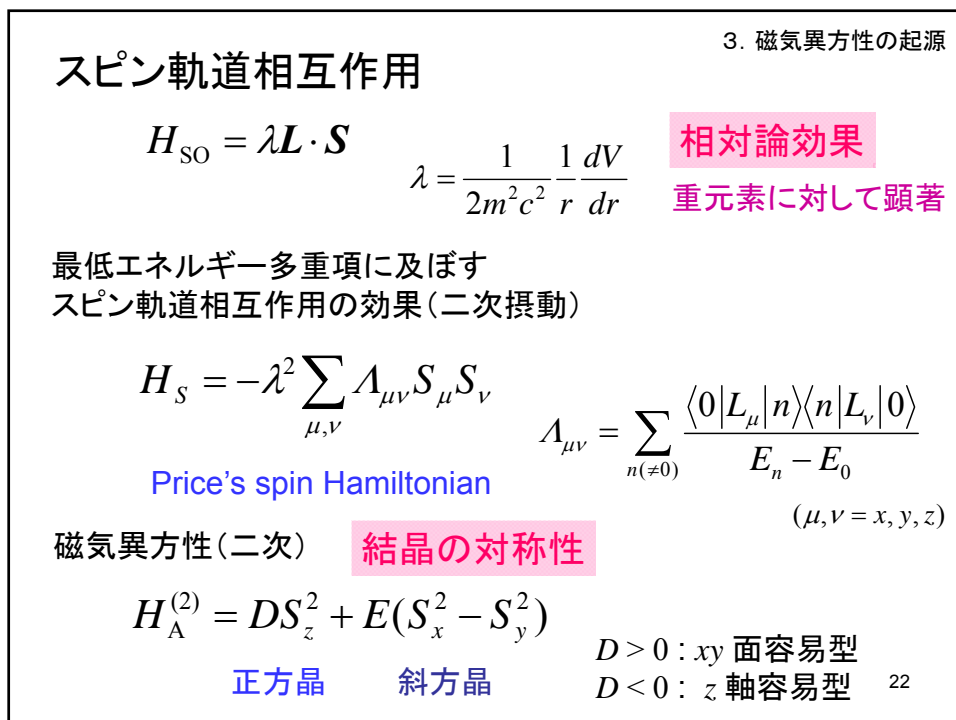 3. 磁気異方性の起源
スピン軌道相互作用
H_SO = λL · S
λ = 1/(2m²c²) 1/r dV/dr
相対論効果
重元素に対して顕著
最低エネルギー多重項に及ぼす
スピン軌道相互作用の効果(二次摂動)
H_S = −λ² ∑_{μ,ν} Λ_{μν} S_μ S_ν
Λ_{μν} = ∑_{n(≠0)} ⟨0|L_μ|n⟩⟨n|L_ν|0⟩ / (E_n − E_0)
Price's spin Hamiltonian
(μ,ν = x, y, z)
磁気異方性(二次)
結晶の対称性
H_A^{(2)} = DS_z² + E(S_x² − S_y²)
正方晶 斜方晶
D > 0 : xy 面容易型
D < 0 : z 軸容易型
22